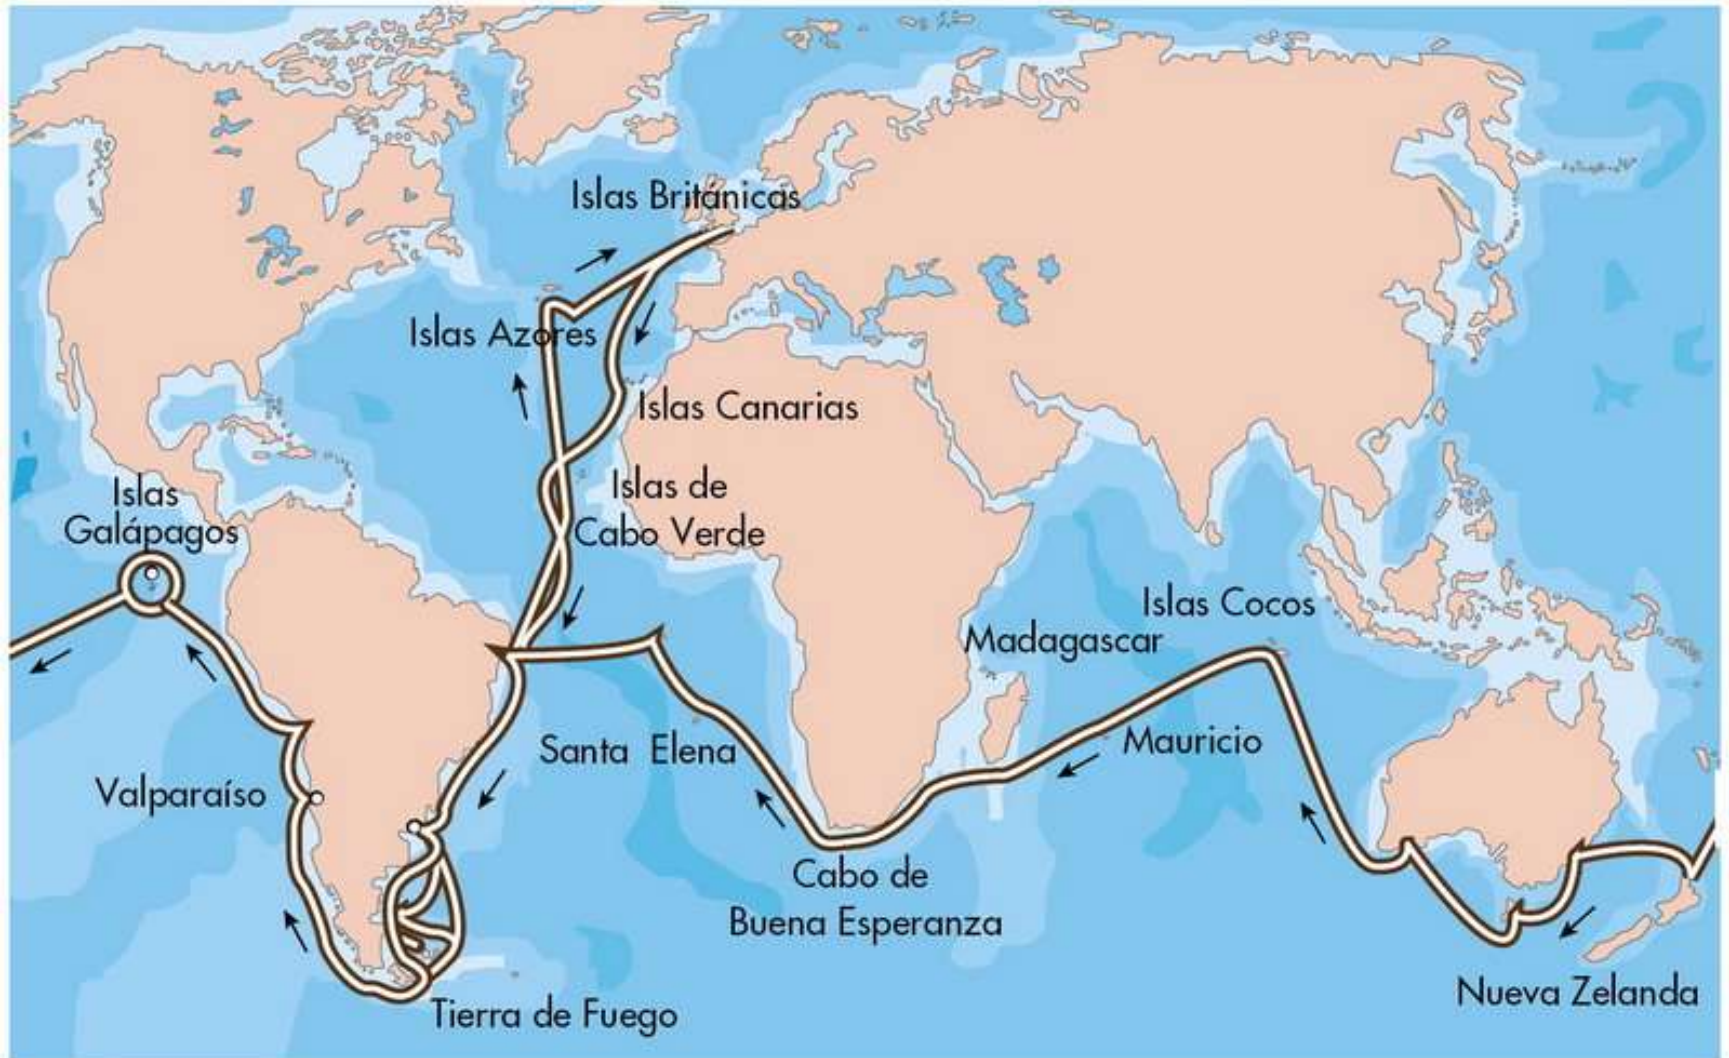 Islas Británicas
Islas Azores
Islas Canarias
Islas
Galápagos
Islas de
Cabo Verde
Islas Cocos
Madagascar
Santa Elena
Mauricio
Valparaíso
Cabo de
Buena Esperanza
Nueva Zelanda
Tierra de Fuego